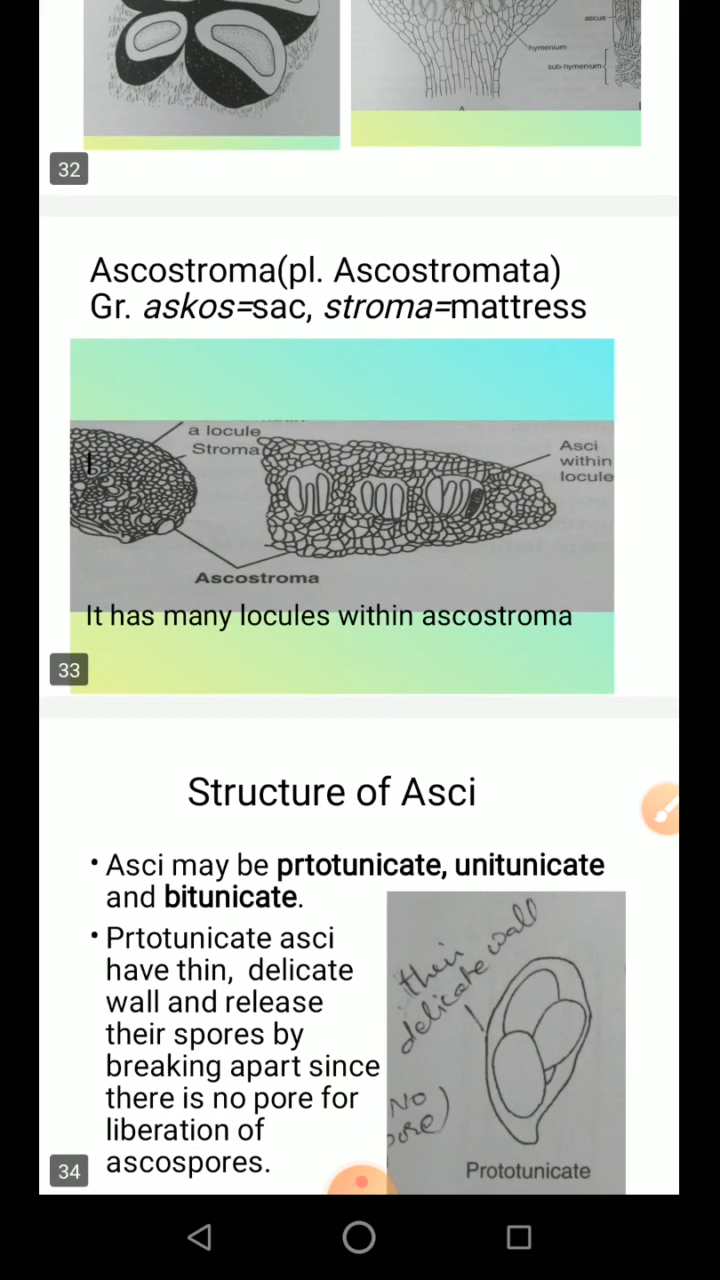 ascus
hymenium
sub-hymenium
A
32
Ascostroma(pl. Ascostromata)
Gr. askos=sac, stroma=mattress
a locule
Stroma
Asci
within
locule
Ascostroma
It has many locules within ascostroma
33
Structure of Asci
• Asci may be prtotunicate, unitunicate
and bitunicate.
• Prtotunicate asci
have thin, delicate
wall and release
their spores by
breaking apart since
there is no pore for
liberation of
ascospores.
delicate wall
No
Prototunicate
34